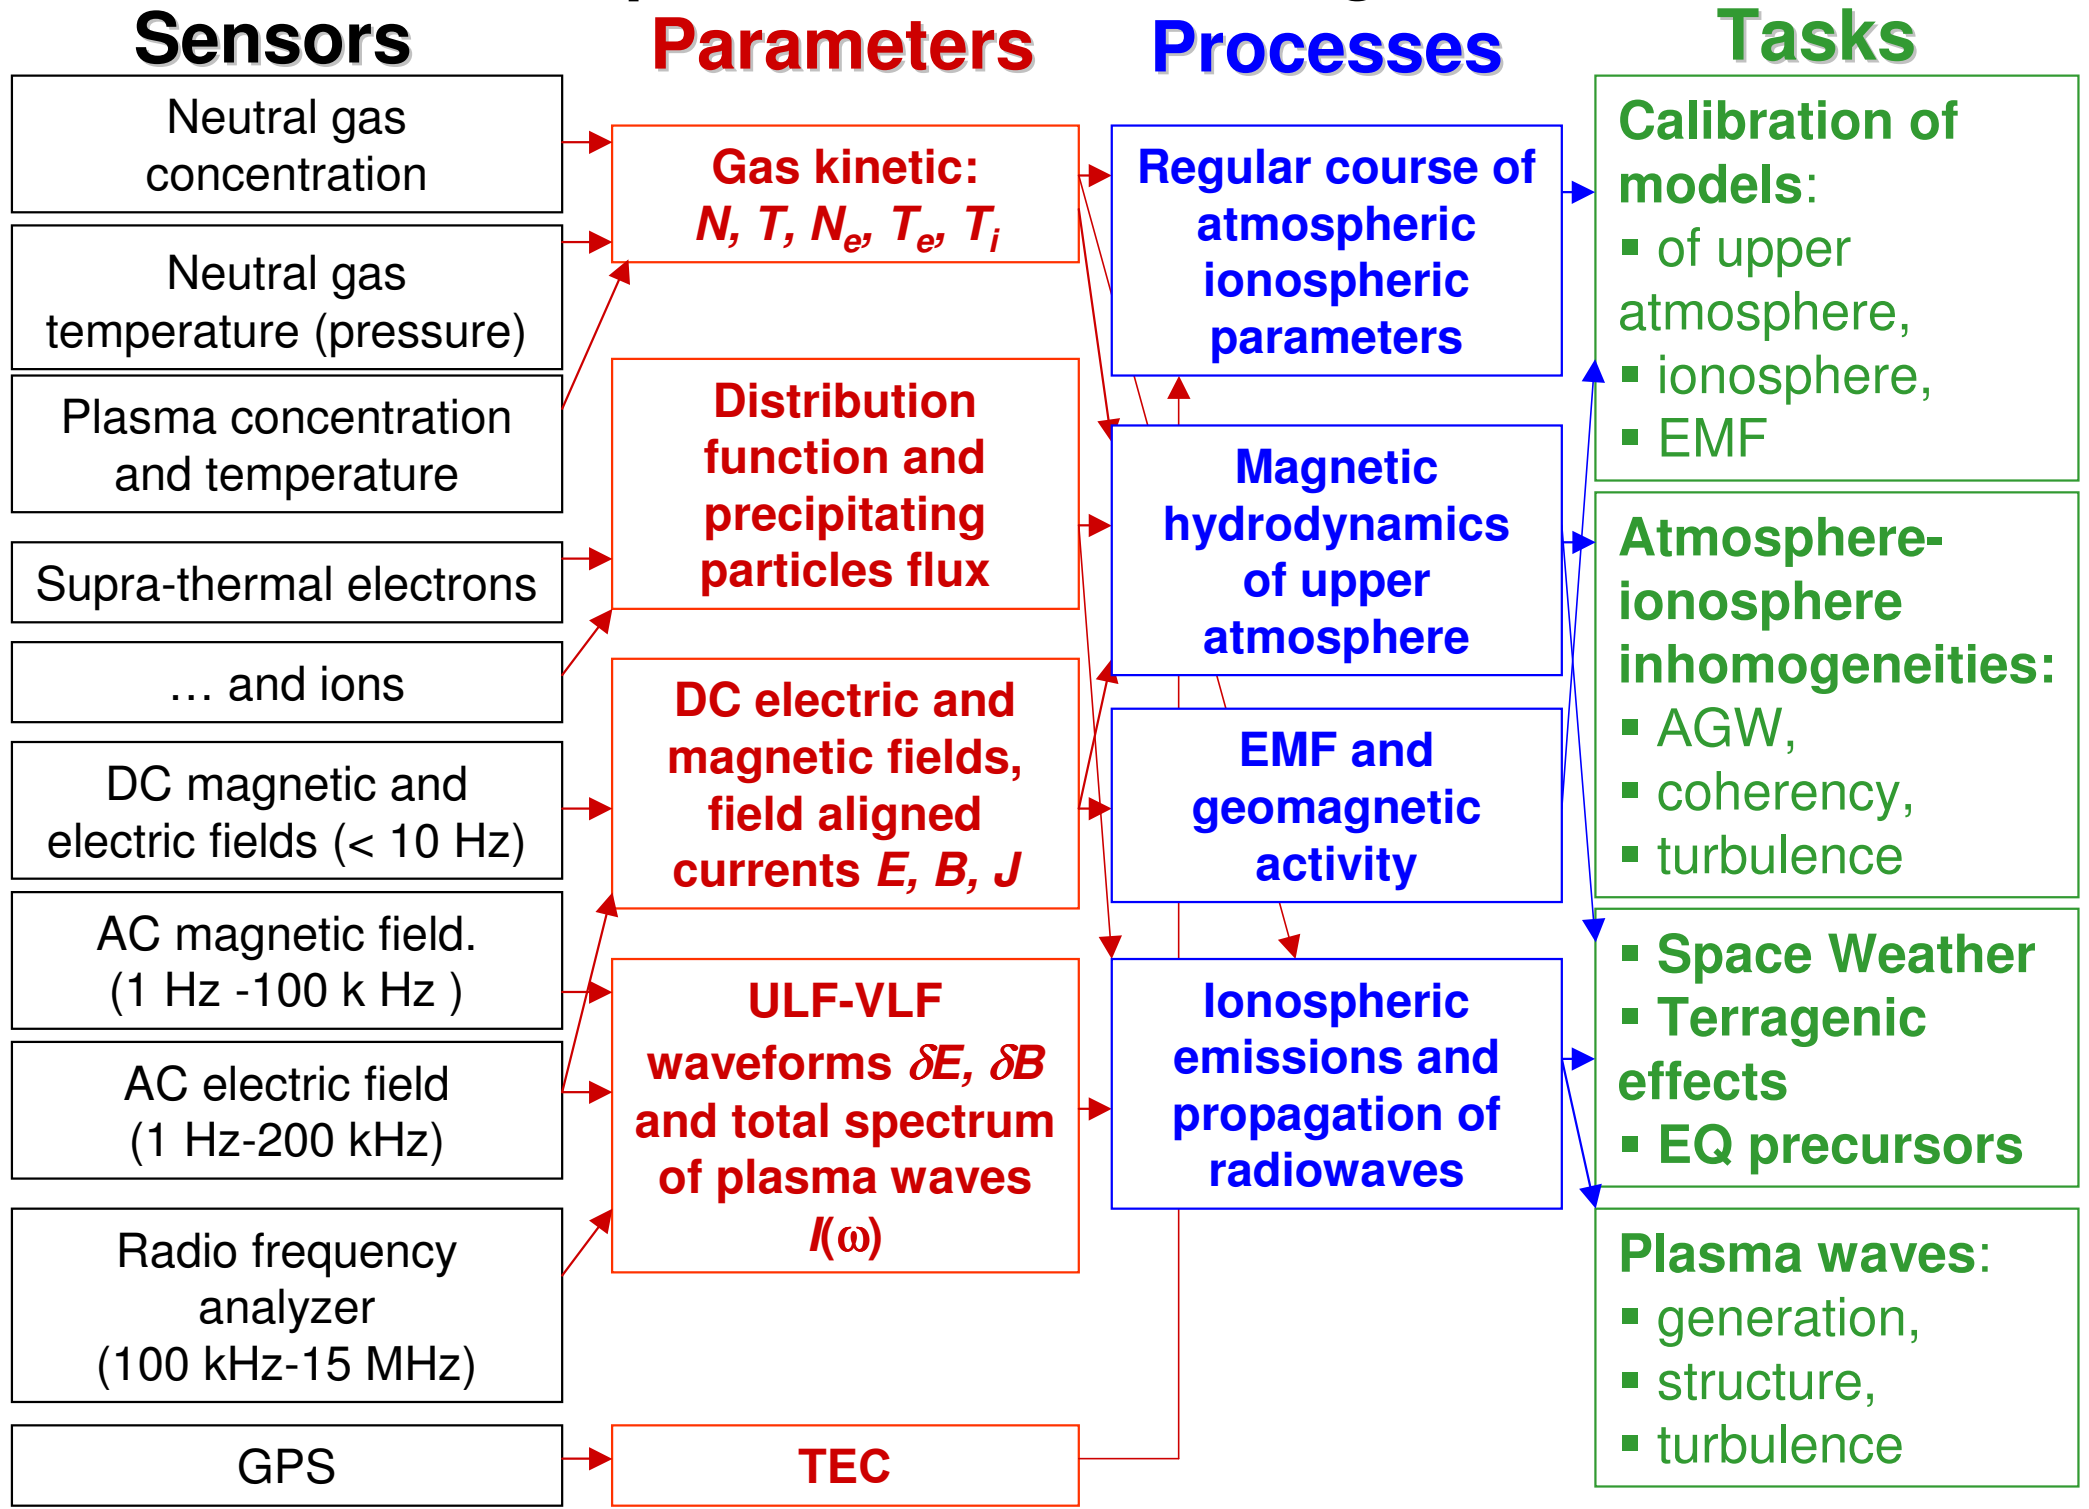 Sensors
Parameters
Processes
Tasks
Neutral gas
concentration
Neutral gas
temperature (pressure)
Plasma concentration
and temperature
Supra-thermal electrons
… and ions
DC magnetic and
electric fields (< 10 Hz)
AC magnetic field.
(1 Hz -100 k Hz )
AC electric field
(1 Hz-200 kHz)
Radio frequency
analyzer
(100 kHz-15 MHz)
GPS
Gas kinetic:
N, T, Ne, Te, Ti
Distribution
function and
precipitating
particles flux
DC electric and
magnetic fields,
field aligned
currents E, B, J
ULF-VLF
waveforms δE, δB
and total spectrum
of plasma waves
I(ω)
TEC
Regular course of
atmospheric
ionospheric
parameters
Magnetic
hydrodynamics
of upper
atmosphere
EMF and
geomagnetic
activity
Ionospheric
emissions and
propagation of
radiowaves
Calibration of
models:
▪ of upper
atmosphere,
▪ ionosphere,
▪ EMF
Atmosphere-
ionosphere
inhomogeneities:
▪ AGW,
▪ coherency,
▪ turbulence
▪ Space Weather
▪ Terragenic
effects
▪ EQ precursors
Plasma waves:
▪ generation,
▪ structure,
▪ turbulence